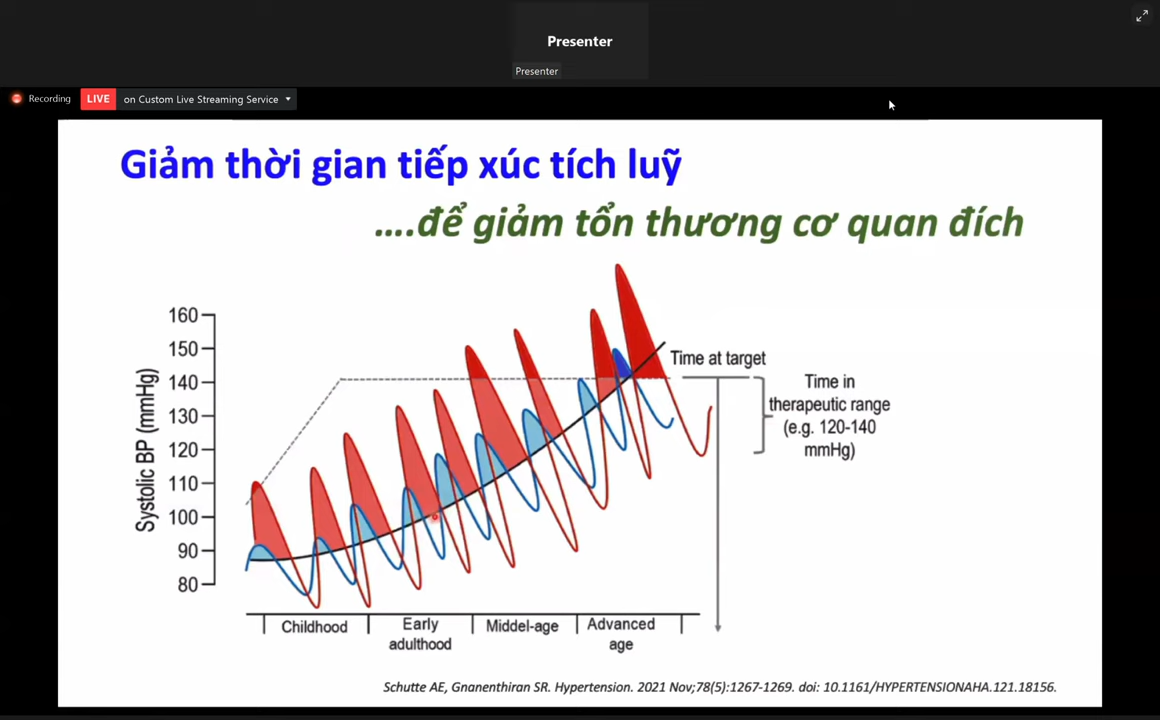 Presenter
Presenter
Recording
LIVE
on Custom Live Streaming Service
Giảm thời gian tiếp xúc tích luỹ
....để giảm tổn thương cơ quan đích
Systolic BP (mmHg)
160
150
140
130
120
110
100
90
80
Time at target
Time in
therapeutic range
(e.g. 120-140
mmHg)
Childhood
Early
adulthood
Middel-age
Advanced
age
Schutte AE, Gnanenthiran SR. Hypertension. 2021 Nov;78(5):1267-1269. doi: 10.1161/HYPERTENSIONAHA.121.18156.